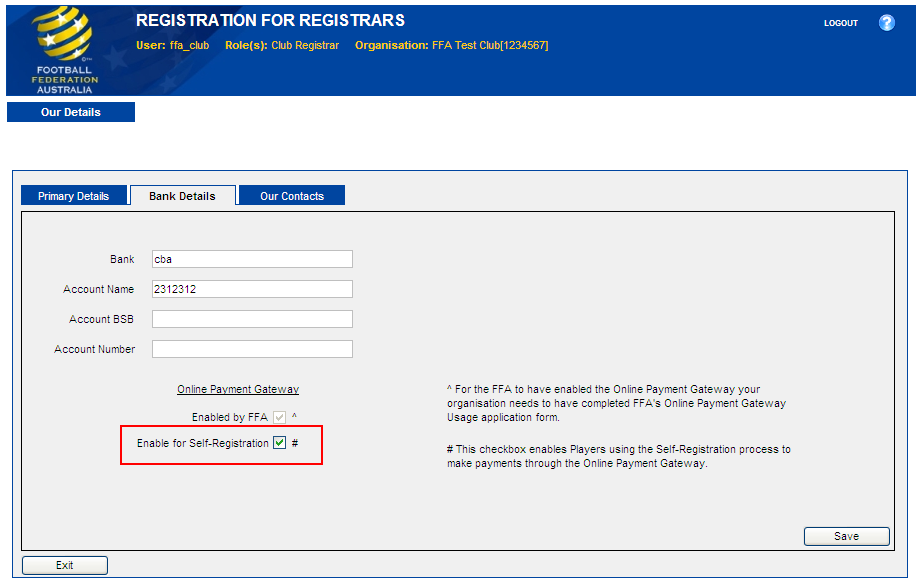 REGISTRATION FOR REGISTRARS
LOGOUT
?
User: ffa_club Role(s): Club Registrar Organisation: FFA Test Club[1234567]
FOOTBALL
FEDERATION
AUSTRALIA
Our Details
Primary Details
Bank Details
Our Contacts
Bank cba
Account Name 2312312
Account BSB
Account Number
Online Payment Gateway
Enabled by FFA ^
Enable for Self-Registration #
^ For the FFA to have enabled the Online Payment Gateway your
organisation needs to have completed FFA's Online Payment Gateway
Usage application form.
# This checkbox enables Players using the Self-Registration process to
make payments through the Online Payment Gateway.
Save
Exit